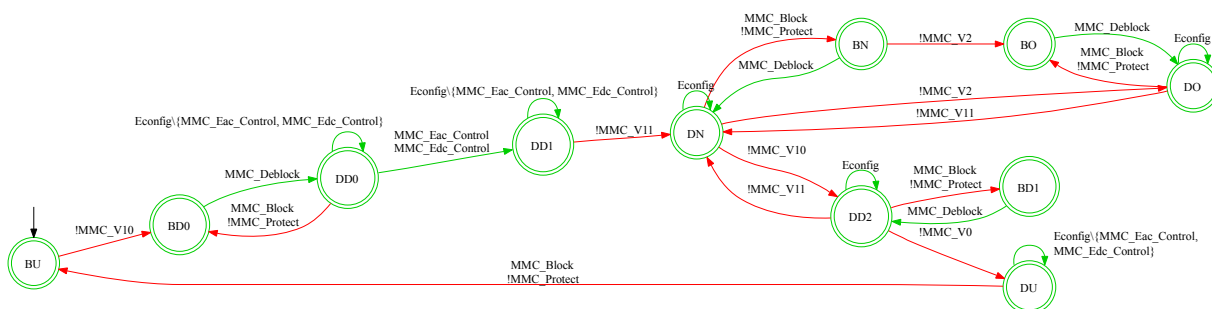 MMC_Block
!MMC_Protect
BN
!MMC_V2
BO
MMC_Deblock
Econfig
MMC_Block
!MMC_Protect
DO
MMC_Deblock
Econfig
!MMC_V2
!MMC_V11
DN
Econfig\{MMC_Eac_Control, MMC_Edc_Control}
DD1
!MMC_V11
Econfig\{MMC_Eac_Control, MMC_Edc_Control}
DD0
MMC_Eac_Control
MMC_Edc_Control
!MMC_V10
!MMC_V11
Econfig
DD2
MMC_Block
!MMC_Protect
BD1
MMC_Deblock
MMC_Deblock
BD0
MMC_Block
!MMC_Protect
!MMC_V10
BU
!MMC_V0
Econfig\{MMC_Eac_Control,
MMC_Edc_Control}
DU
MMC_Block
!MMC_Protect